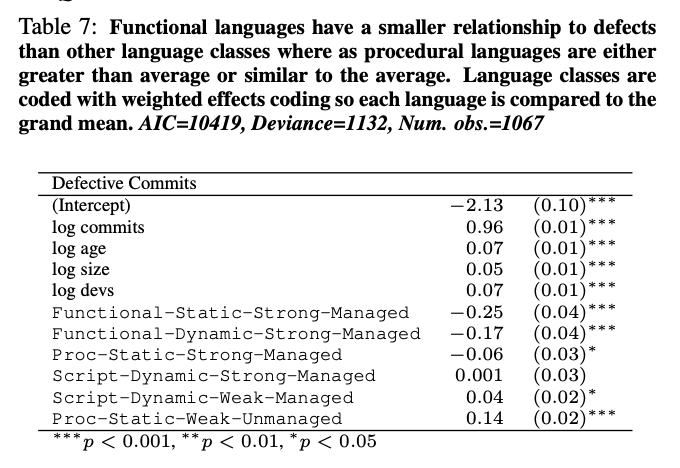 Table 7: Functional languages have a smaller relationship to defects
than other language classes where as procedural languages are either
greater than average or similar to the average. Language classes are
coded with weighted effects coding so each language is compared to the
grand mean. AIC=10419, Deviance=1132, Num. obs.=1067
Defective Commits
(Intercept) −2.13 (0.10)***
log commits 0.96 (0.01)***
log age 0.07 (0.01)***
log size 0.05 (0.01)***
log devs 0.07 (0.01)***
Functional-Static-Strong-Managed −0.25 (0.04)***
Functional-Dynamic-Strong-Managed −0.17 (0.04)***
Proc-Static-Strong-Managed −0.06 (0.03)*
Script-Dynamic-Strong-Managed 0.001 (0.03)
Script-Dynamic-Weak-Managed 0.04 (0.02)*
Proc-Static-Weak-Unmanaged 0.14 (0.02)***
***p < 0.001, **p < 0.01, *p < 0.05